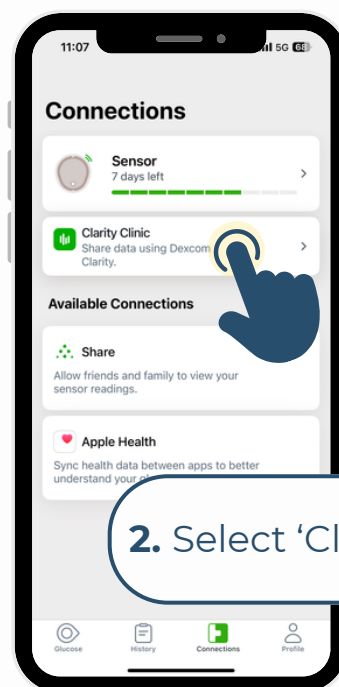 11:07
5G 68
Connections
Sensor
7 days left
Clarity Clinic
Share data using Dexcom
Clarity.
Available Connections
Share
Allow friends and family to view your
sensor readings.
Apple Health
Sync health data between apps to better
understand your
2. Select ‘Cl
Glucose
History
Connections
Profile